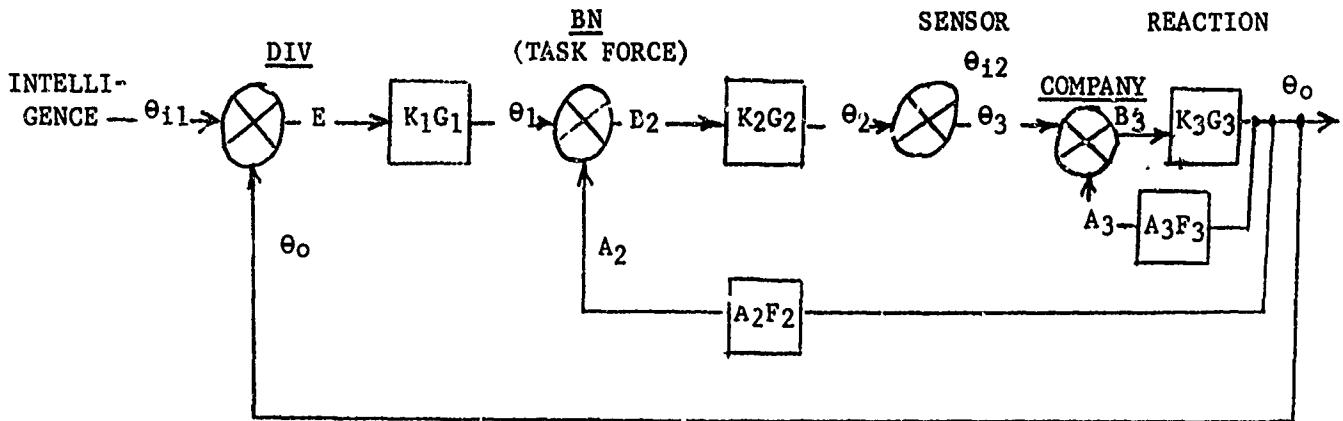 BN
(TASK FORCE)
SENSOR
REACTION
DIV
INTELLI-
GENCE
θi1
E
K1G1
θ1
E2
K2G2
θ2
θi2
θ3
COMPANY
B3
K3G3
θo
A3
A3F3
θo
A2
A2F2